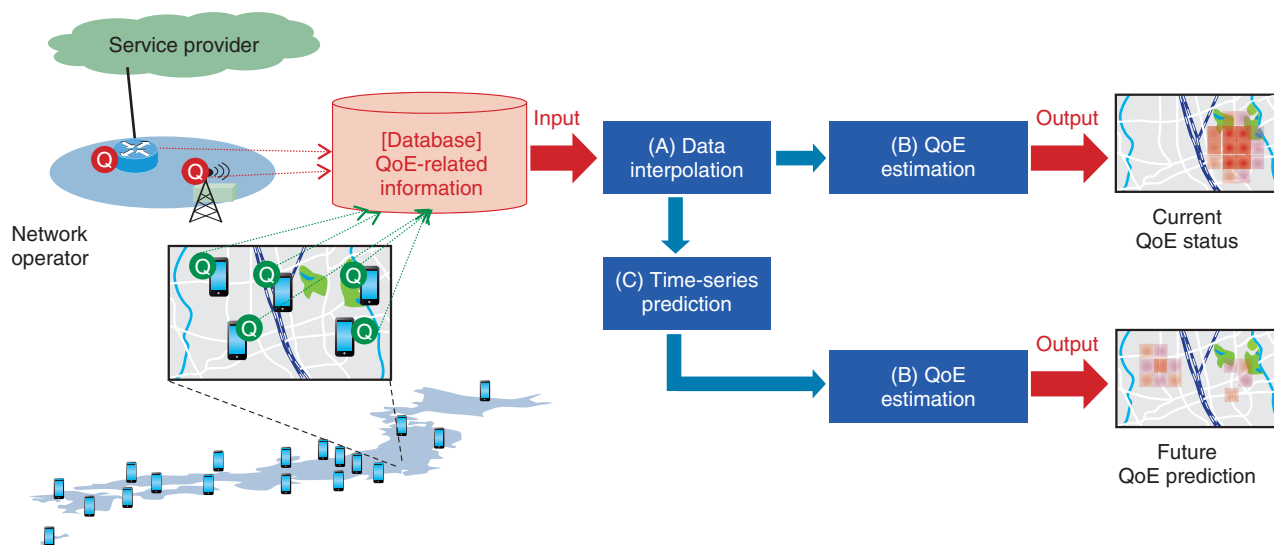 Service provider
Q
Q
Network
operator
[Database]
QoE-related
information
Q
Q
Q
Q
Q
Input
(A) Data
interpolation
(B) QoE
estimation
Output
Current
QoE status
(C) Time-series
prediction
(B) QoE
estimation
Output
Future
QoE prediction